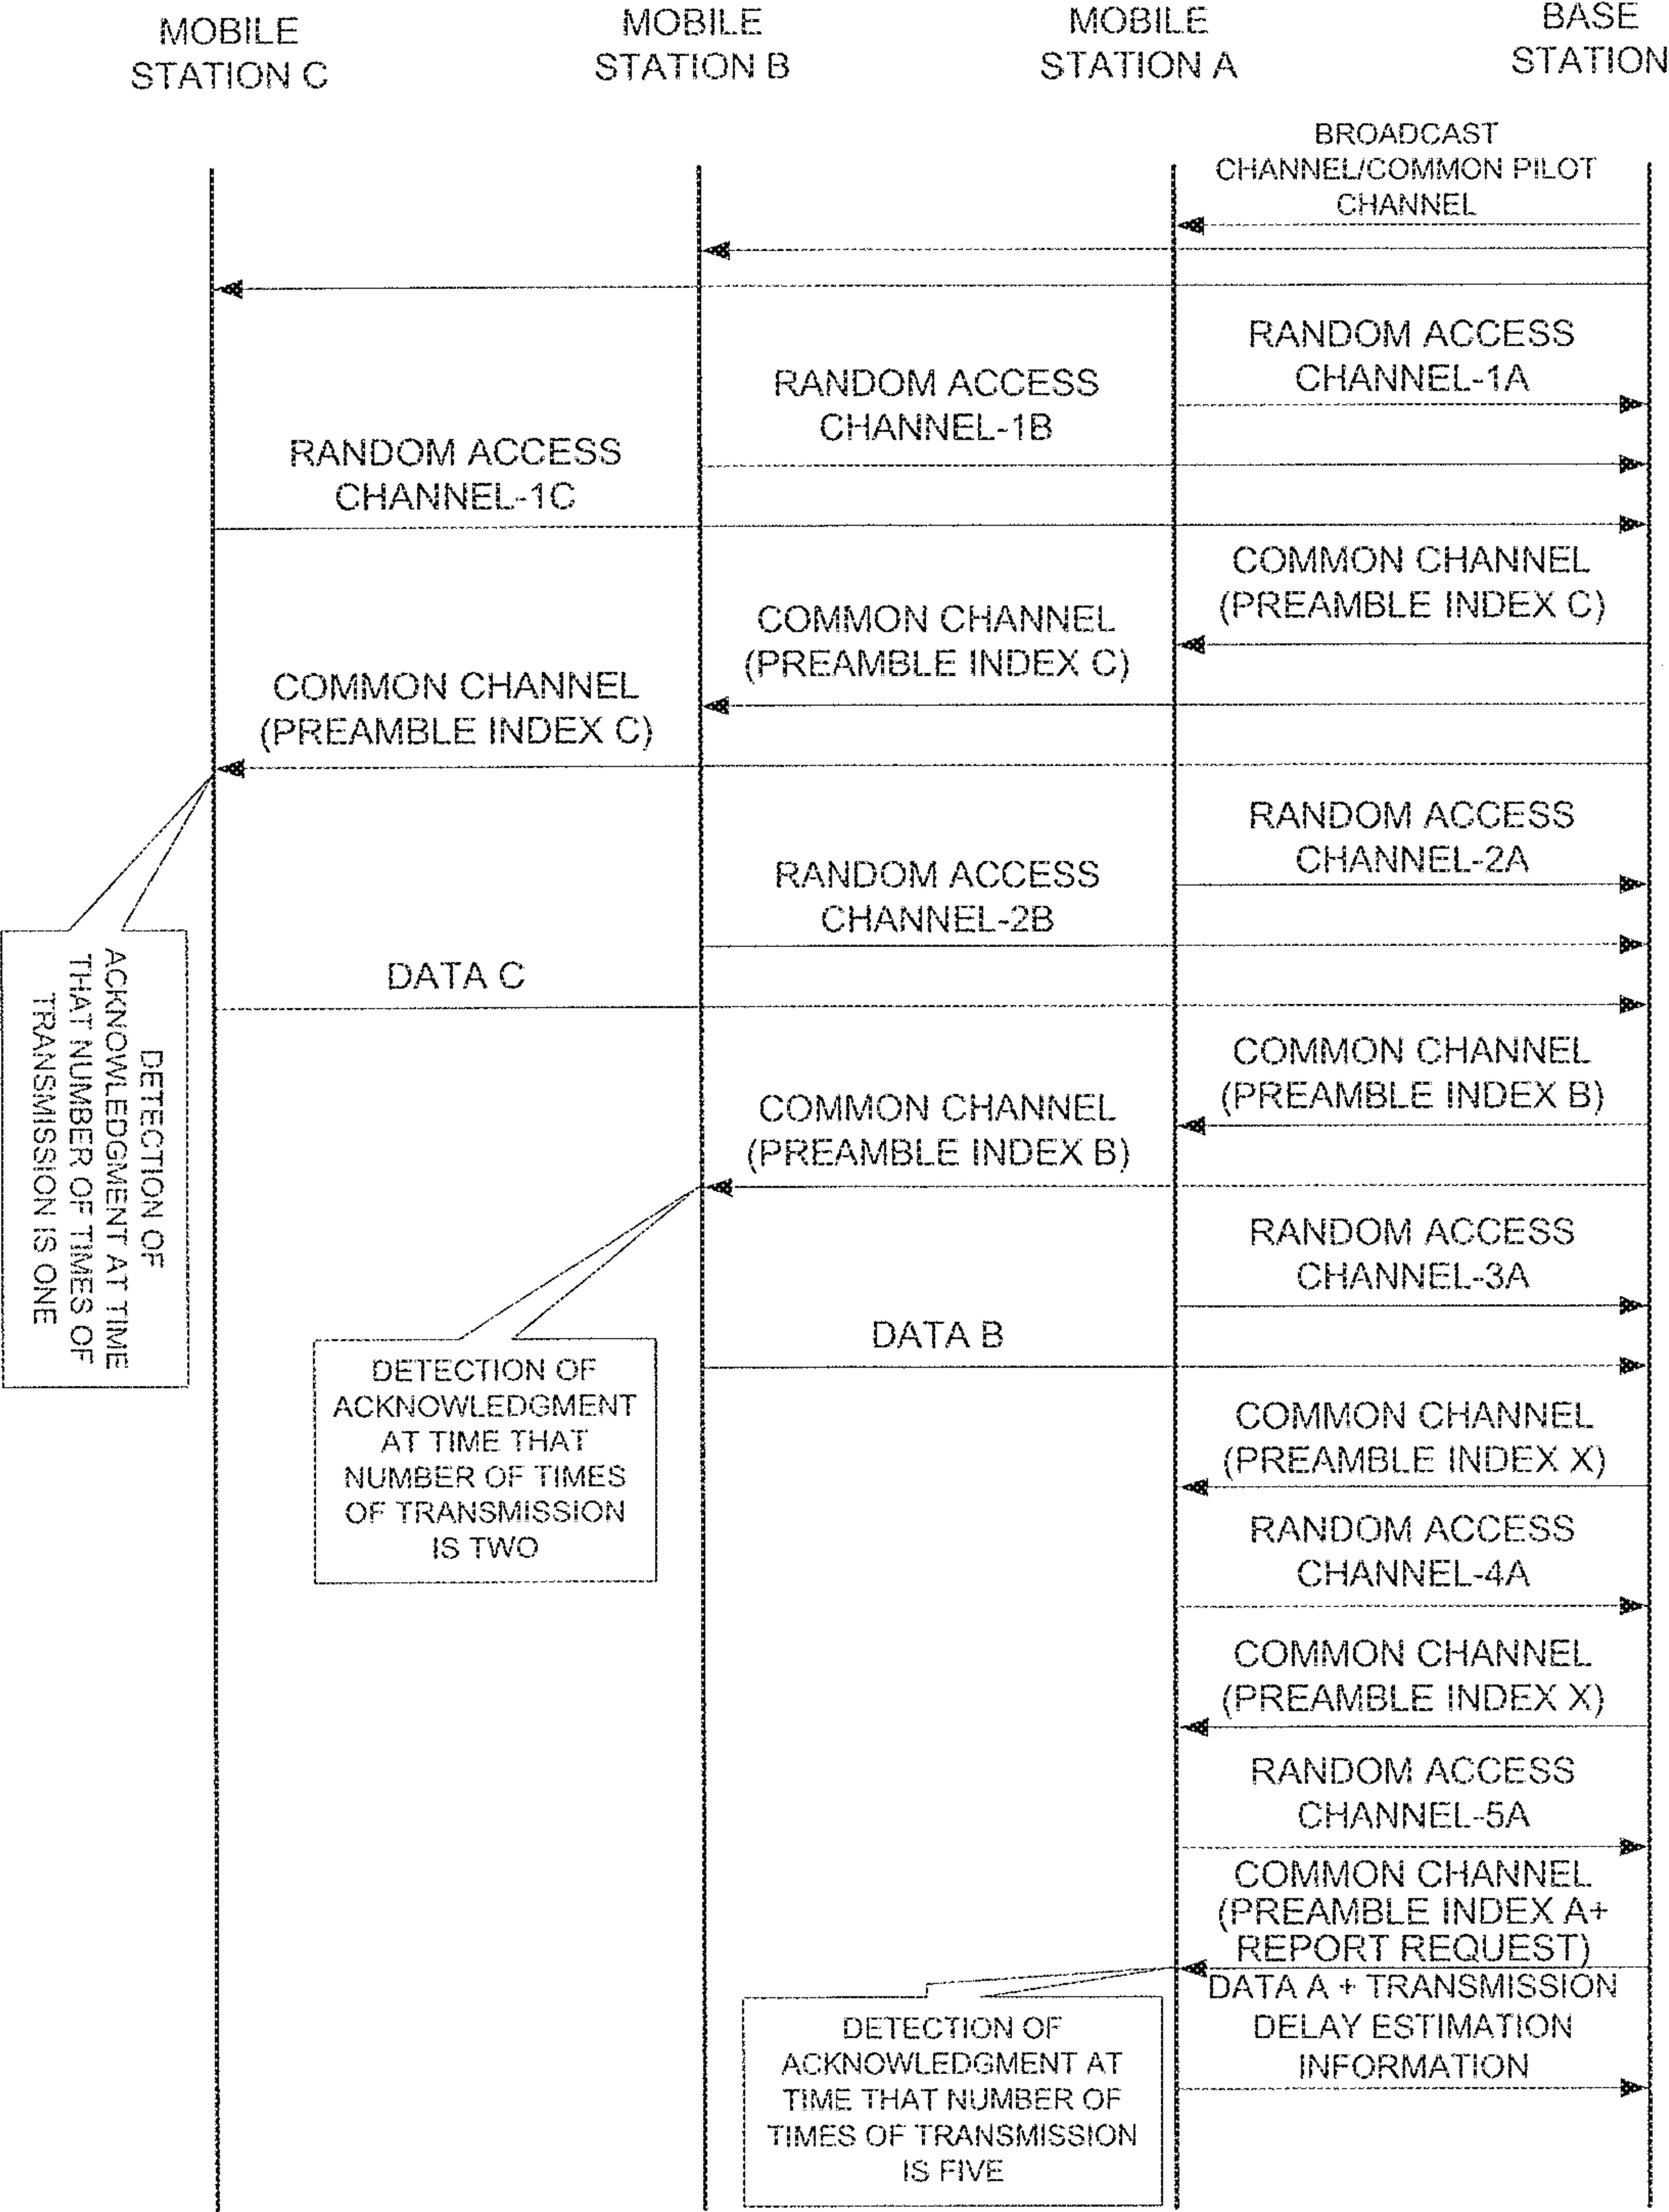 MOBILE
STATION C
MOBILE
STATION B
MOBILE
STATION A
BASE
STATION
BROADCAST
CHANNEL/COMMON PILOT
CHANNEL
RANDOM ACCESS
CHANNEL-1A
RANDOM ACCESS
CHANNEL-1B
RANDOM ACCESS
CHANNEL-1C
COMMON CHANNEL
(PREAMBLE INDEX C)
COMMON CHANNEL
(PREAMBLE INDEX C)
COMMON CHANNEL
(PREAMBLE INDEX C)
RANDOM ACCESS
CHANNEL-2A
RANDOM ACCESS
CHANNEL-2B
DATA C
DETECTION OF
ACKNOWLEDGMENT AT TIME
THAT NUMBER OF TIMES OF
TRANSMISSION IS ONE
COMMON CHANNEL
(PREAMBLE INDEX B)
COMMON CHANNEL
(PREAMBLE INDEX B)
RANDOM ACCESS
CHANNEL-3A
DATA B
DETECTION OF
ACKNOWLEDGMENT
AT TIME THAT
NUMBER OF TIMES
OF TRANSMISSION
IS TWO
COMMON CHANNEL
(PREAMBLE INDEX X)
RANDOM ACCESS
CHANNEL-4A
COMMON CHANNEL
(PREAMBLE INDEX X)
RANDOM ACCESS
CHANNEL-5A
COMMON CHANNEL
(PREAMBLE INDEX A+
REPORT REQUEST)
DATA A + TRANSMISSION
DELAY ESTIMATION
INFORMATION
DETECTION OF
ACKNOWLEDGMENT AT
TIME THAT NUMBER OF
TIMES OF TRANSMISSION
IS FIVE